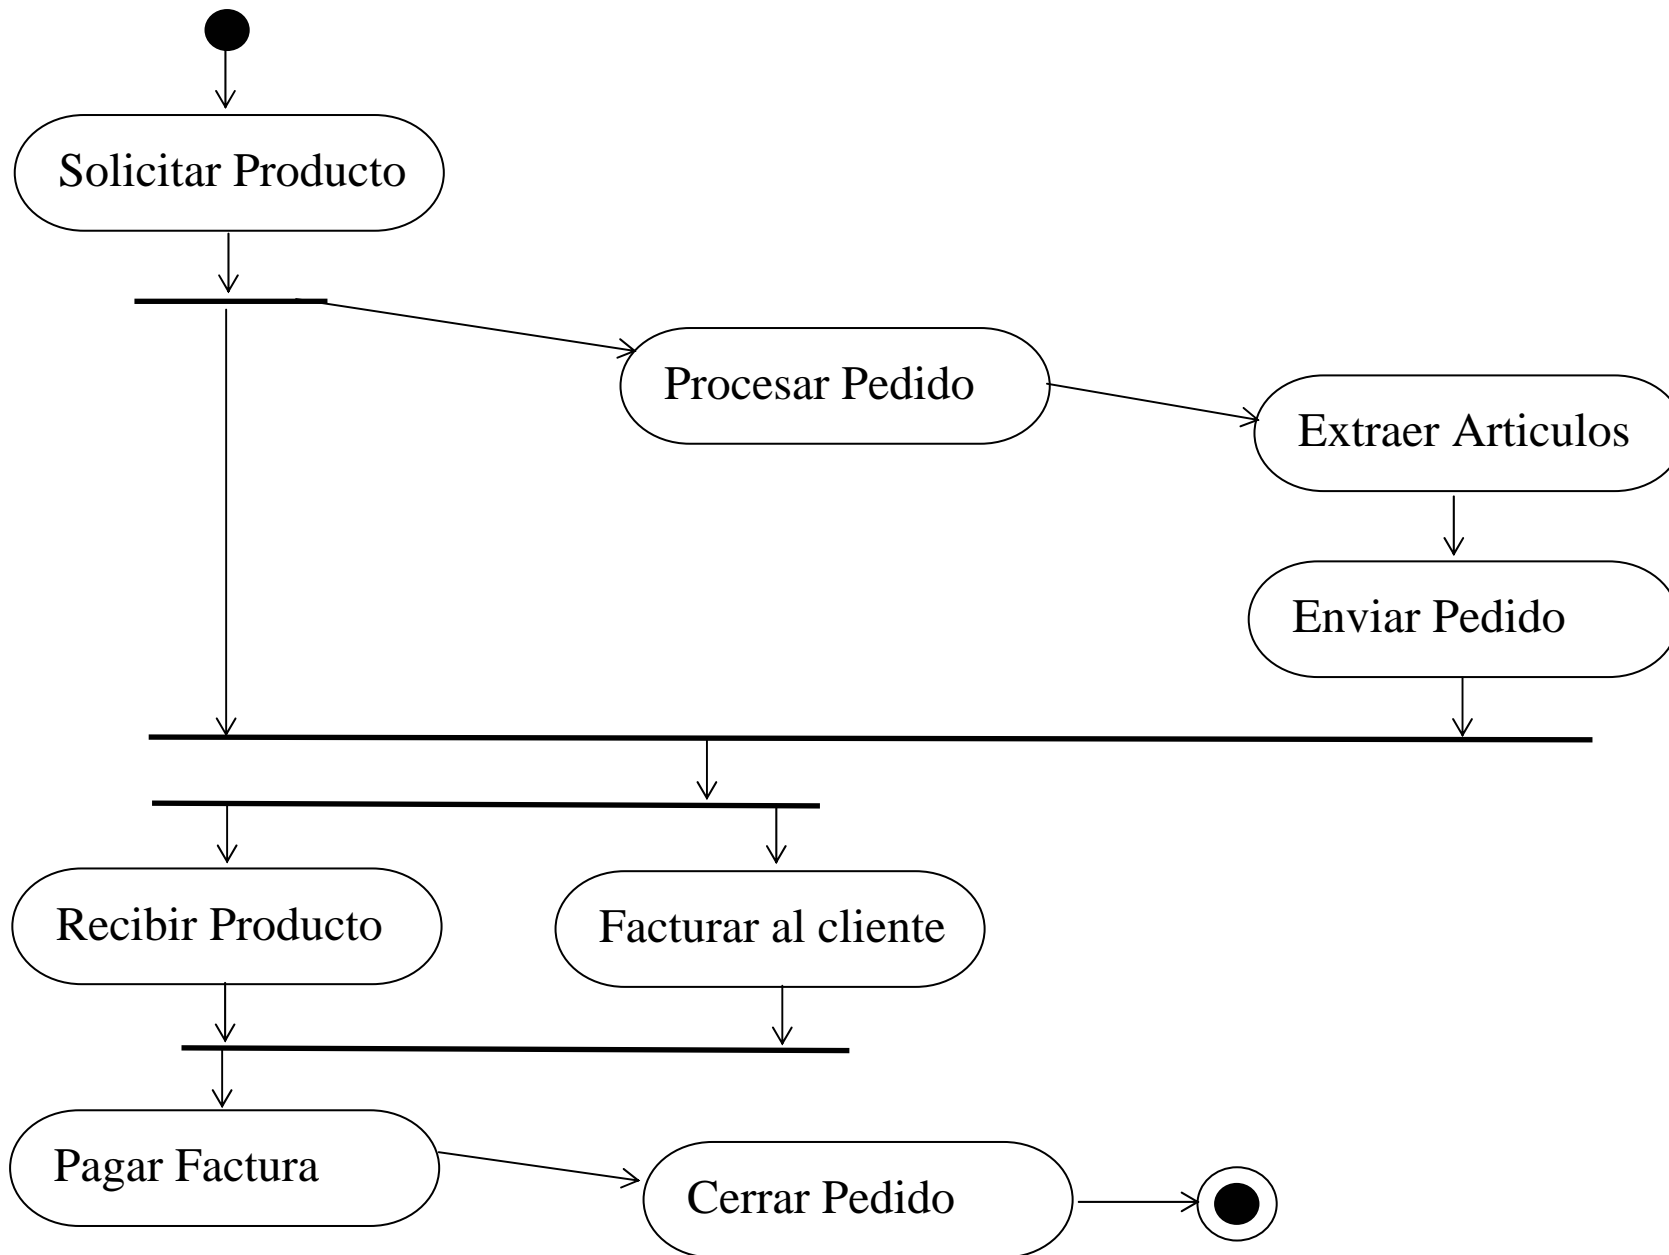 Solicitar Producto
Procesar Pedido
Extraer Articulos
Enviar Pedido
Recibir Producto
Facturar al cliente
Pagar Factura
Cerrar Pedido